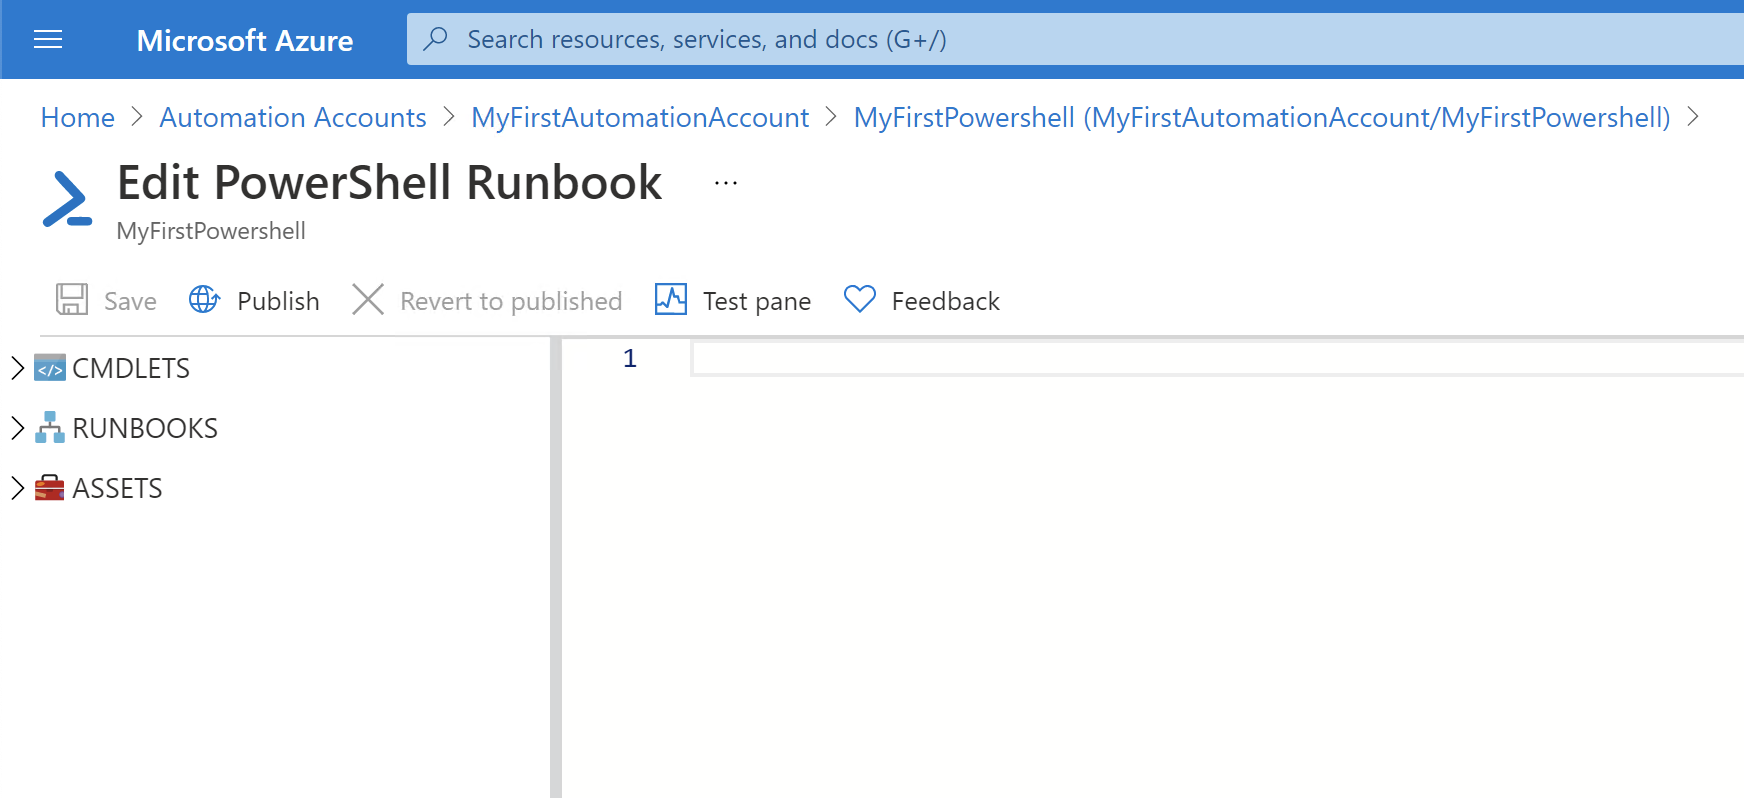 Microsoft Azure Search resources, services, and docs (G+/)
Home > Automation Accounts > MyFirstAutomationAccount > MyFirstPowershell (MyFirstAutomationAccount/MyFirstPowershell) >
Edit PowerShell Runbook ...
MyFirstPowershell
Save Publish Revert to published Test pane Feedback
CMDLETS
1
RUNBOOKS
ASSETS